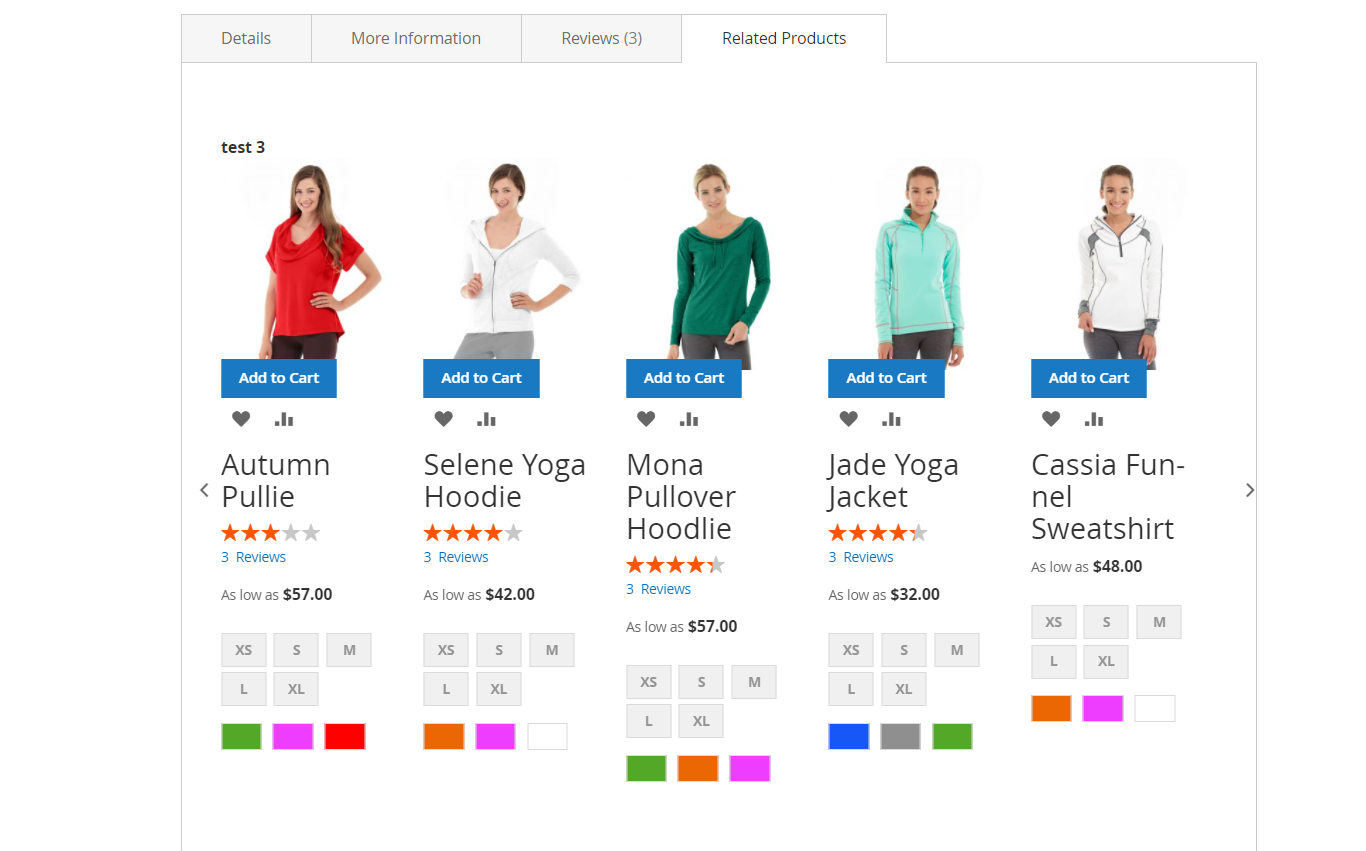 Details
More Information
Reviews (3)
Related Products
test 3
Add to Cart
Autumn
Pullie
3 Reviews
As low as $57.00
XS S M
L XL
Add to Cart
Selene Yoga
Hoodie
3 Reviews
As low as $42.00
XS S M
L XL
Add to Cart
Mona
Pullover
Hoodlie
3 Reviews
As low as $57.00
XS S M
L XL
Add to Cart
Jade Yoga
Jacket
3 Reviews
As low as $32.00
XS S M
L XL
Add to Cart
Cassia Fun-
nel
Sweatshirt
As low as $48.00
XS S M
L XL